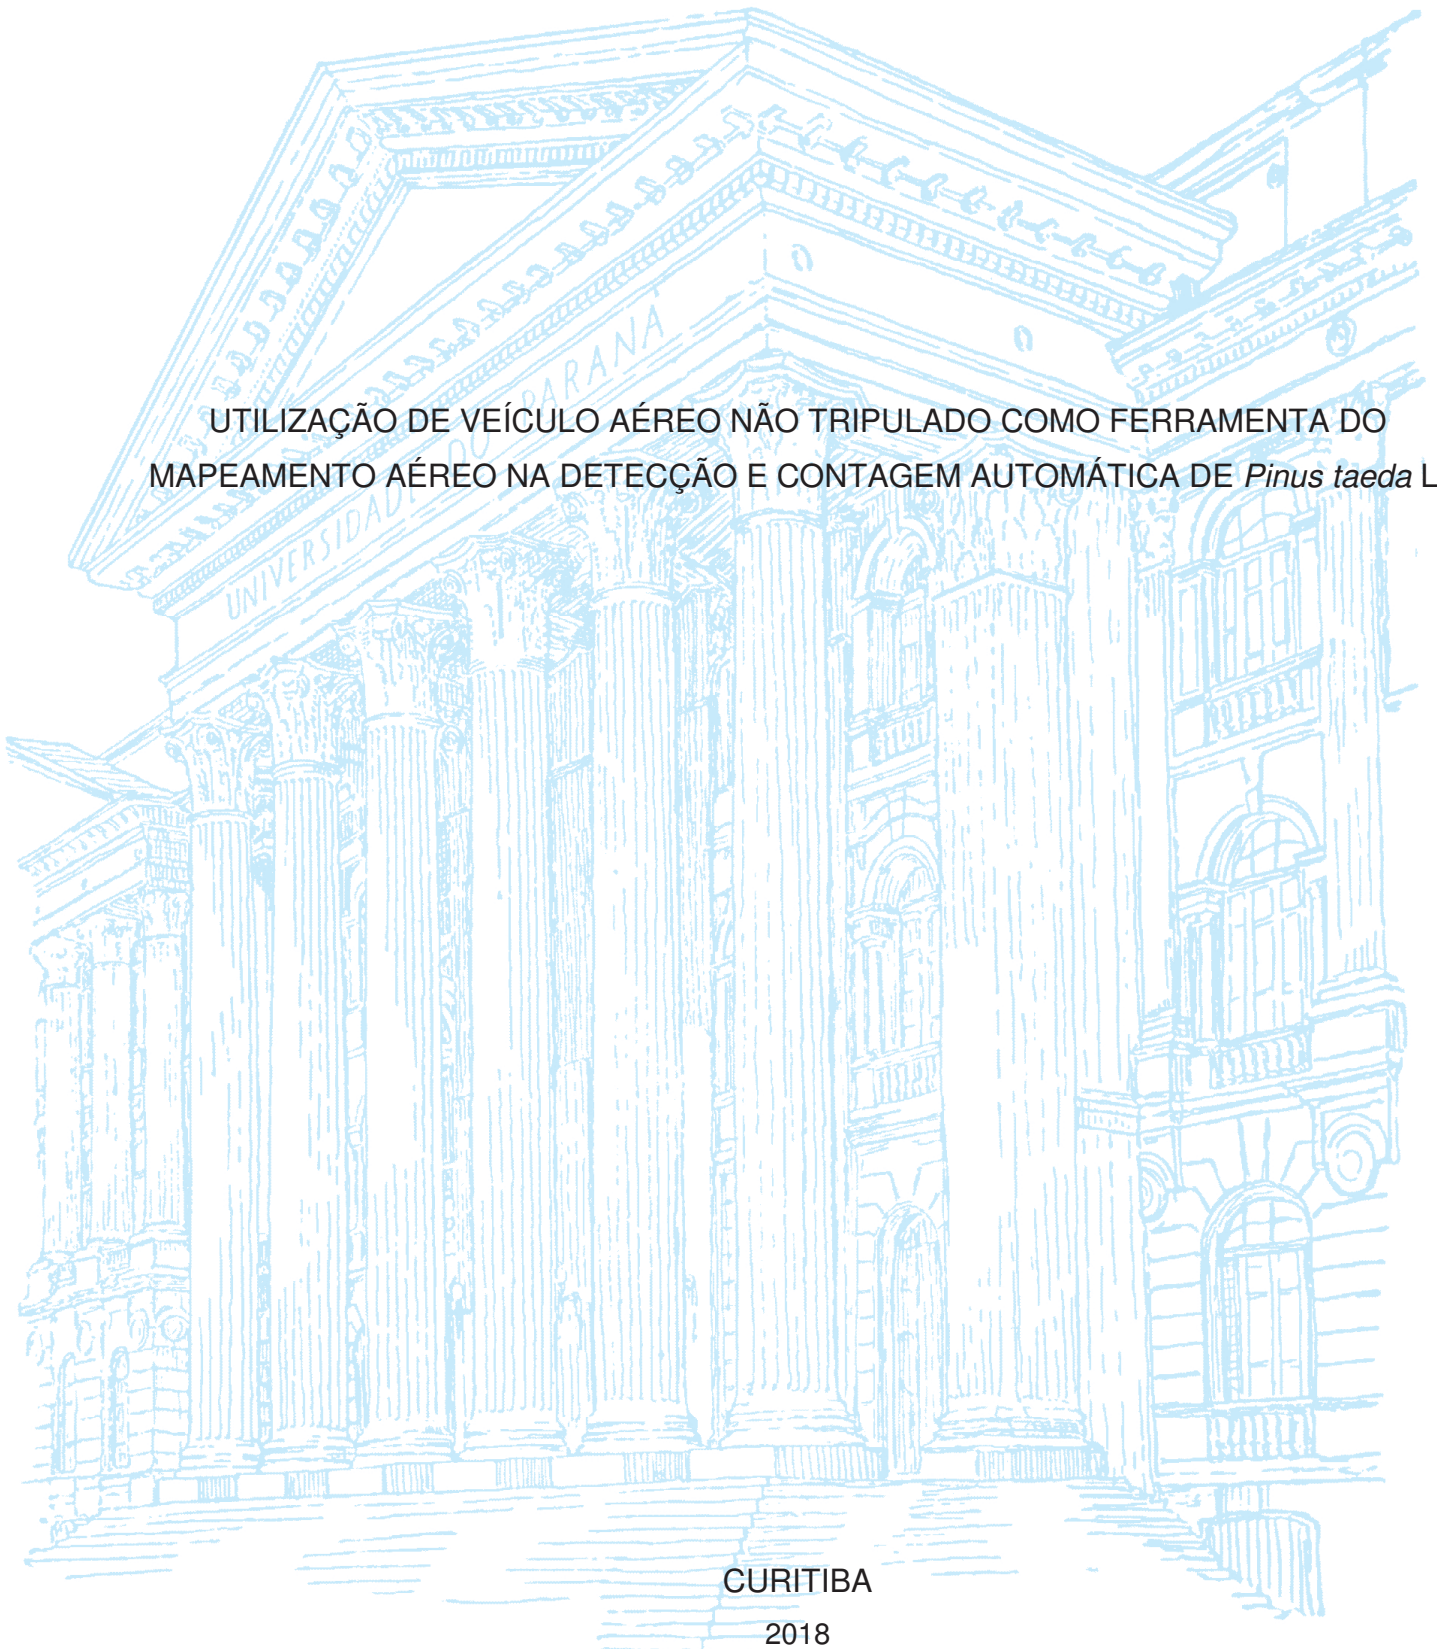 UNIVERSIDADE DO PARANÁ
UTILIZAÇÃO DE VEÍCULO AÉREO NÃO TRIPULADO COMO FERRAMENTA DO
MAPEAMENTO AÉREO NA DETECÇÃO E CONTAGEM AUTOMÁTICA DE Pinus taeda L
CURITIBA
2018